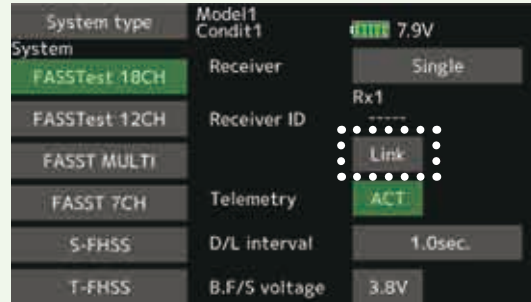 System type
Model1
Condit1
7.9V
System
FASSTest 18CH
Receiver
Single
Rx1
FASSTest 12CH
Receiver ID
-----
FASST MULTI
Link
FASST 7CH
Telemetry
ACT
S-FHSS
D/L interval
1.0sec.
T-FHSS
B.F/S voltage
3.8V